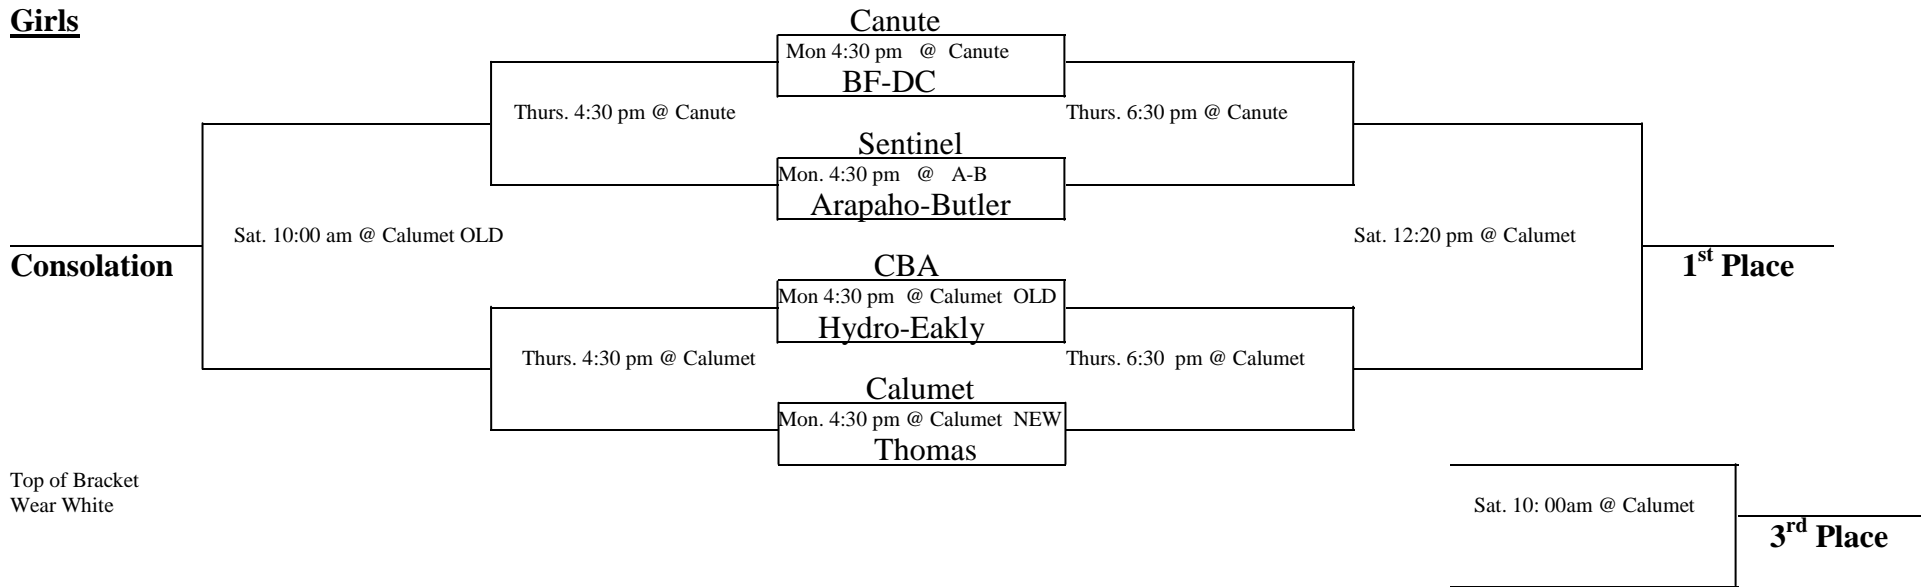 Girls
Canute
Mon 4:30 pm @ Canute
BF-DC
Thurs. 4:30 pm @ Canute
Thurs. 6:30 pm @ Canute
Sentinel
Mon. 4:30 pm @ A-B
Arapaho-Butler
Sat. 10:00 am @ Calumet OLD
Sat. 12:20 pm @ Calumet
Consolation
CBA
1st Place
Mon 4:30 pm @ Calumet OLD
Hydro-Eakly
Thurs. 4:30 pm @ Calumet
Thurs. 6:30 pm @ Calumet
Calumet
Mon. 4:30 pm @ Calumet NEW
Thomas
Top of Bracket
Wear White
Sat. 10: 00am @ Calumet
3rd Place